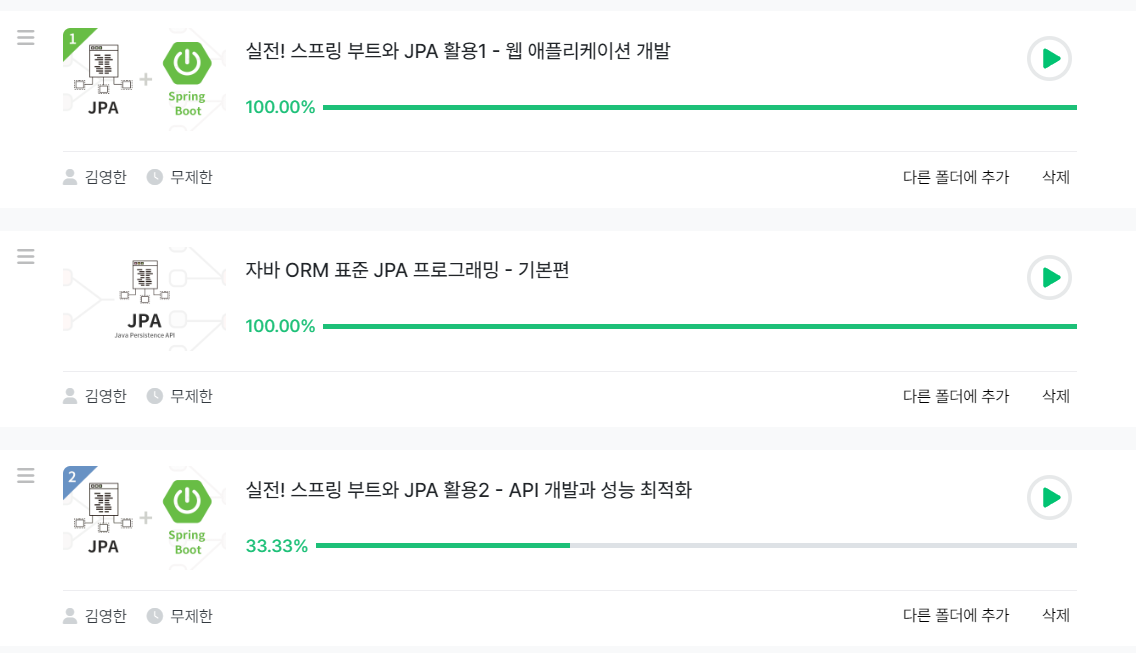 1
JPA
+
Spring
Boot
실전! 스프링 부트와 JPA 활용1 - 웹 애플리케이션 개발
100.00%
김영한 무제한 다른 폴더에 추가 삭제
JPA
Java Persistence API
자바 ORM 표준 JPA 프로그래밍 - 기본편
100.00%
김영한 무제한 다른 폴더에 추가 삭제
2
JPA
+
Spring
Boot
실전! 스프링 부트와 JPA 활용2 - API 개발과 성능 최적화
33.33%
김영한 무제한 다른 폴더에 추가 삭제